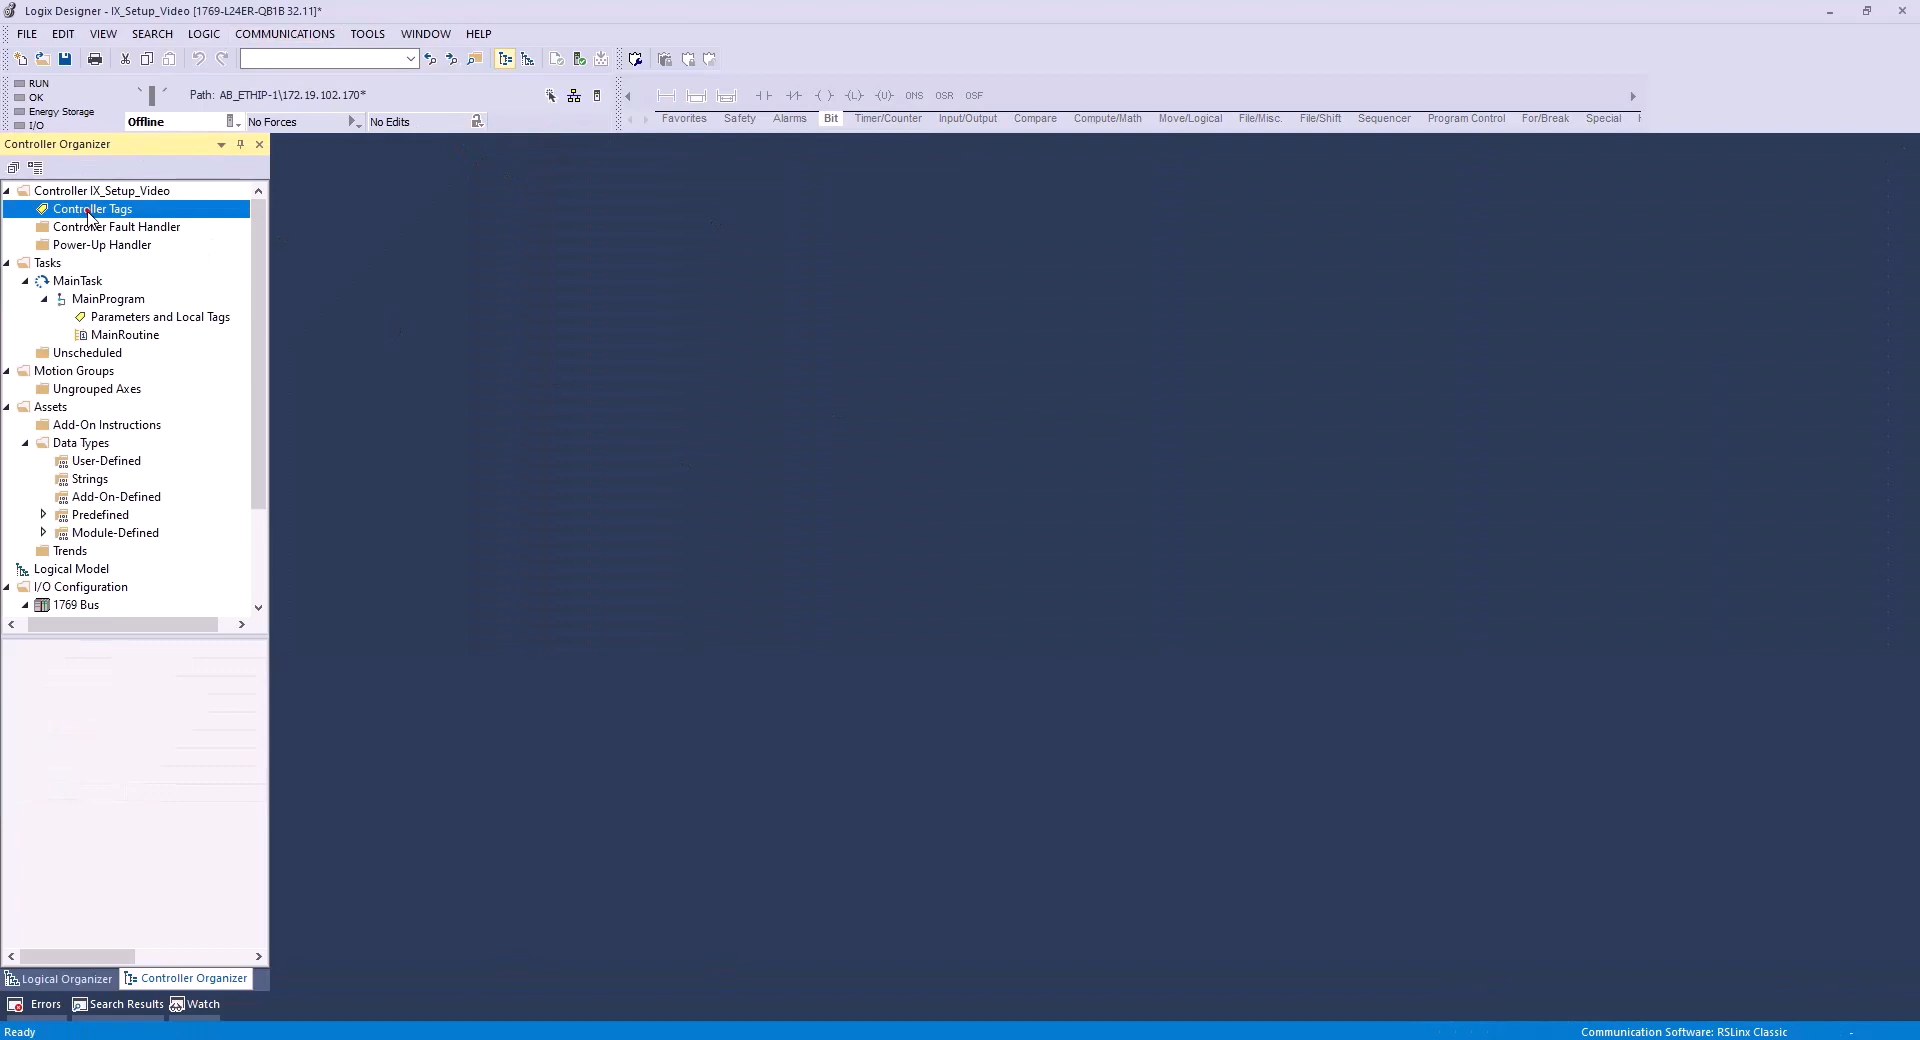 Logix Designer - IX_Setup_Video [1769-L24ER-QB1B 32.11]*
FILE EDIT VIEW SEARCH LOGIC COMMUNICATIONS TOOLS WINDOW HELP
RUN
OK
Energy Storage
I/O
Path: AB_ETHIP-1\172.19.102.170*
Offline No Forces No Edits
ONS OSR OSF
Favorites Safety Alarms Bit Timer/Counter Input/Output Compare Compute/Math Move/Logical File/Misc. File/Shift Sequencer Program Control For/Break Special
Controller Organizer
Controller IX_Setup_Video
Controller Tags
Controller Fault Handler
Power-Up Handler
Tasks
MainTask
MainProgram
Parameters and Local Tags
MainRoutine
Unscheduled
Motion Groups
Ungrouped Axes
Assets
Add-On Instructions
Data Types
User-Defined
Strings
Add-On-Defined
Predefined
Module-Defined
Trends
Logical Model
I/O Configuration
1769 Bus
Logical Organizer Controller Organizer
Errors Search Results Watch
Ready Communication Software: RSLinx Classic